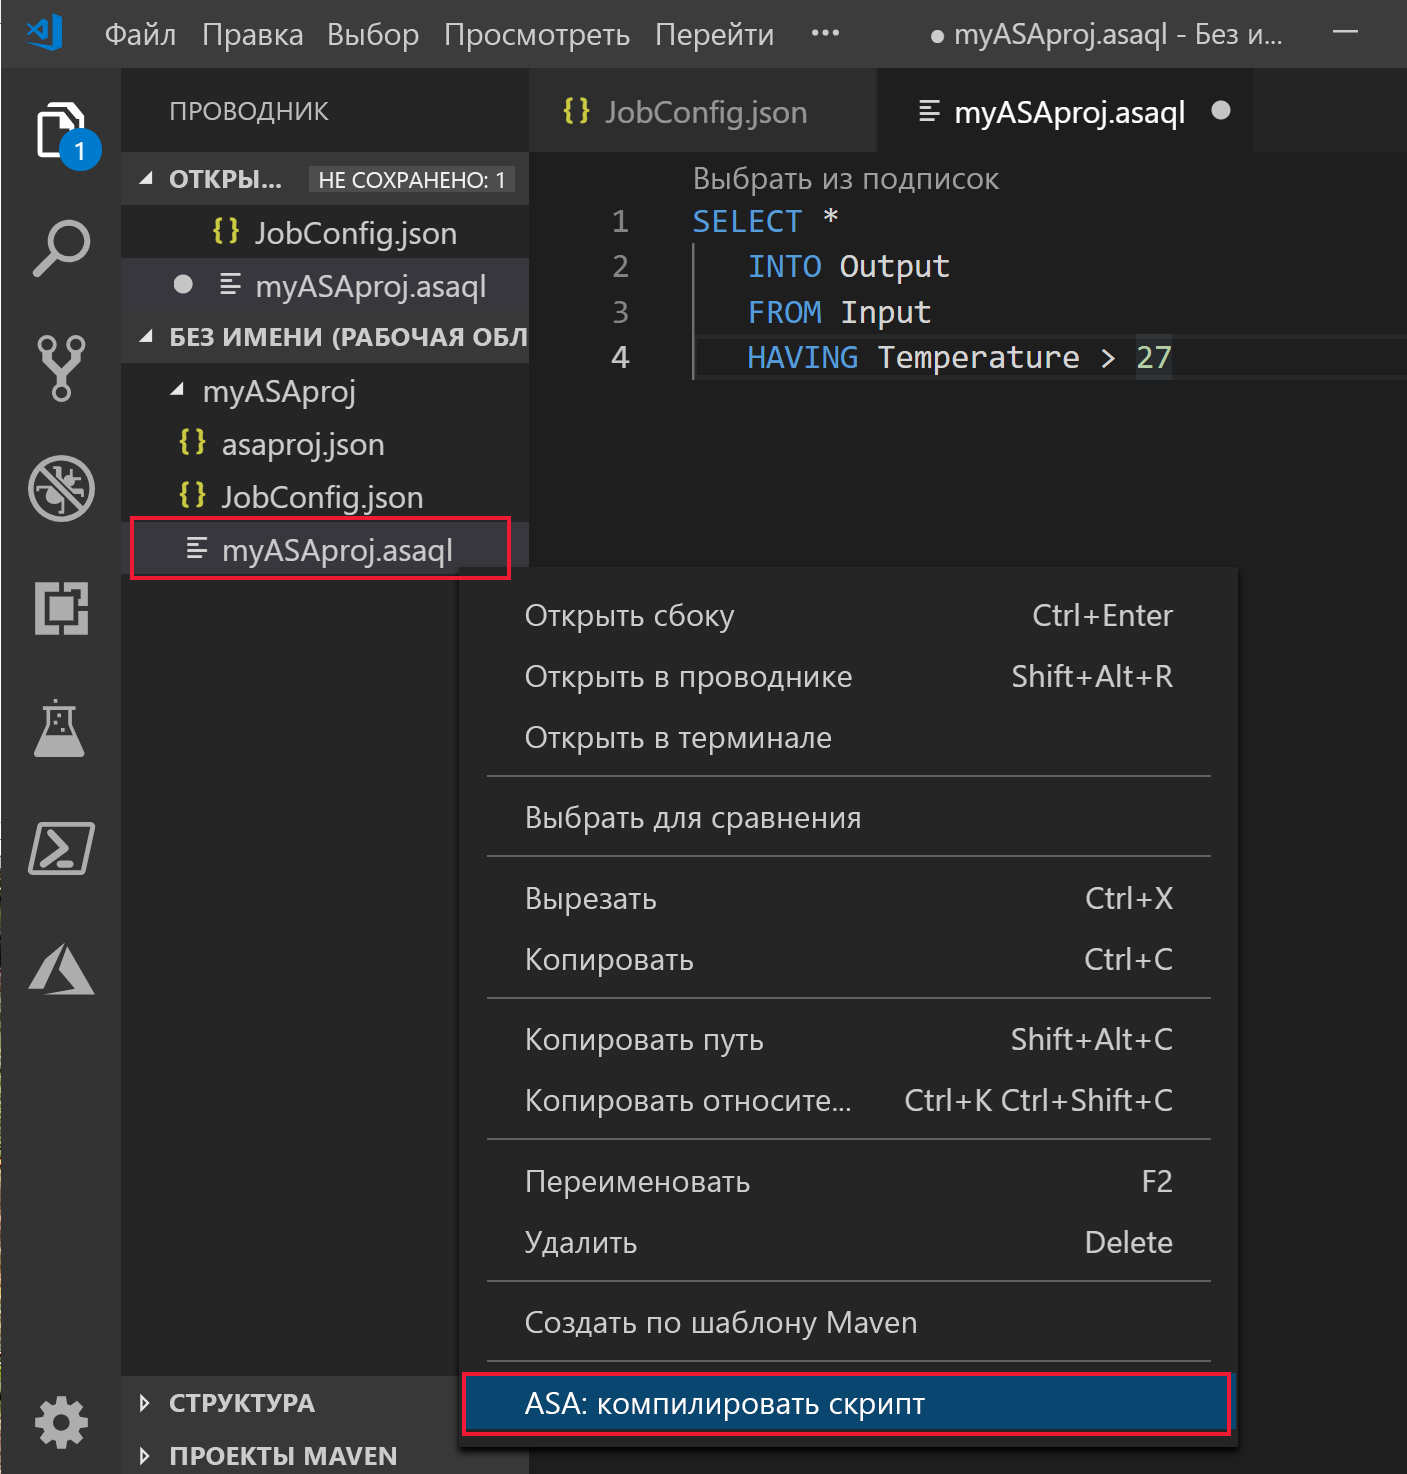 Файл Правка Выбор Просмотреть Перейти ··· ● myASAproj.asaql - Без и...
1
ПРОВОДНИК
ОТКРЫ... НЕ СОХРАНЕНО: 1
{} JobConfig.json
● myASAproj.asaql
БЕЗ ИМЕНИ (РАБОЧАЯ ОБЛ
myASAproj
{} asaproj.json
{} JobConfig.json
myASAproj.asaql
{} JobConfig.json myASAproj.asaql ●
Выбрать из подписок
1 SELECT *
2 INTO Output
3 FROM Input
4 HAVING Temperature > 27
Открыть сбоку Ctrl+Enter
Открыть в проводнике Shift+Alt+R
Открыть в терминале
Выбрать для сравнения
Вырезать Ctrl+X
Копировать Ctrl+C
Копировать путь Shift+Alt+C
Копировать относите... Ctrl+K Ctrl+Shift+C
Переименовать F2
Удалить Delete
Создать по шаблону Maven
ASA: компилировать скрипт
СТРУКТУРА
ПРОЕКТЫ MAVEN